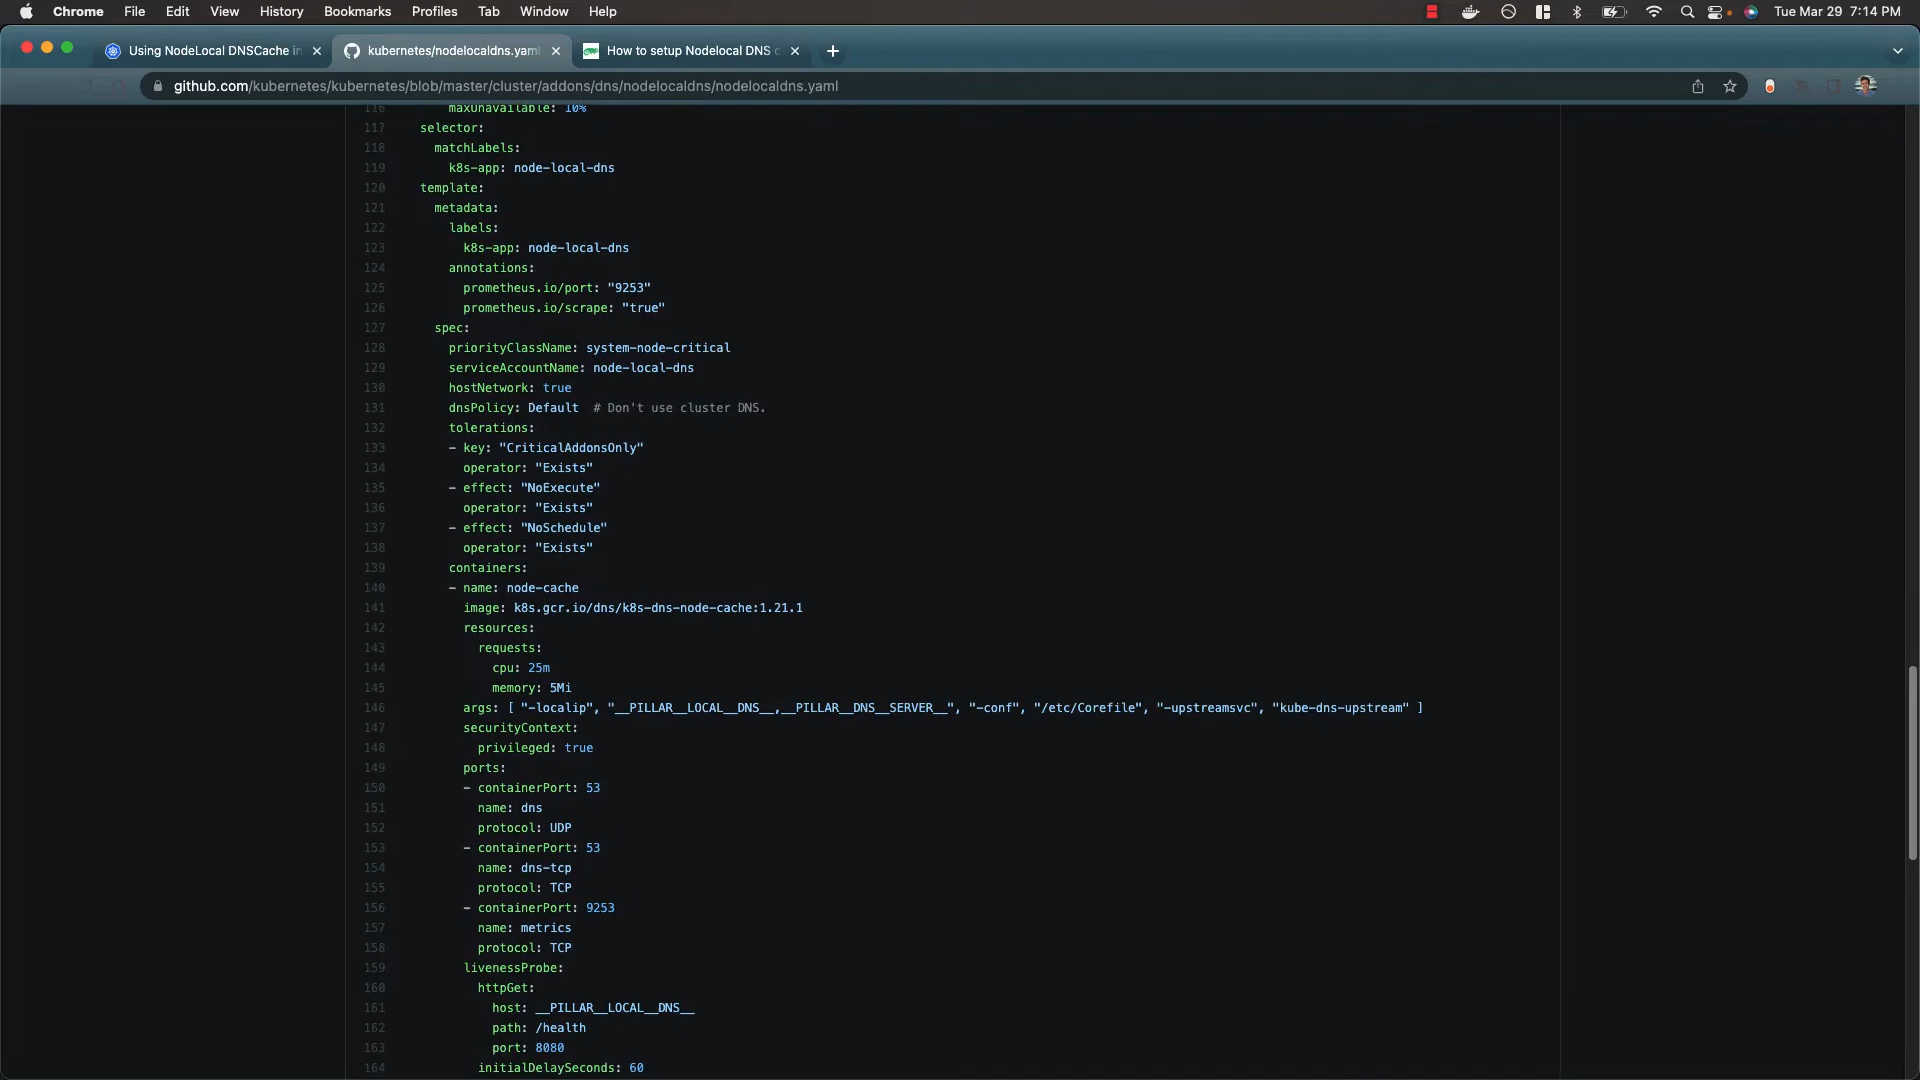 Chrome File Edit View History Bookmarks Profiles Tab Window Help Tue Mar 29 7:14 PM
Using NodeLocal DNSCache in kubernetes/nodelocaldns.yaml How to setup Nodelocal DNS c
github.com/kubernetes/kubernetes/blob/master/cluster/addons/dns/nodelocaldns/nodelocaldns.yaml
116 maxUnavailable: 10%
117 selector:
118 matchLabels:
119 k8s-app: node-local-dns
120 template:
121 metadata:
122 labels:
123 k8s-app: node-local-dns
124 annotations:
125 prometheus.io/port: "9253"
126 prometheus.io/scrape: "true"
127 spec:
128 priorityClassName: system-node-critical
129 serviceAccountName: node-local-dns
130 hostNetwork: true
131 dnsPolicy: Default # Don't use cluster DNS.
132 tolerations:
133 - key: "CriticalAddonsOnly"
134 operator: "Exists"
135 - effect: "NoExecute"
136 operator: "Exists"
137 - effect: "NoSchedule"
138 operator: "Exists"
139 containers:
140 - name: node-cache
141 image: k8s.gcr.io/dns/k8s-dns-node-cache:1.21.1
142 resources:
143 requests:
144 cpu: 25m
145 memory: 5Mi
146 args: [ "-localip", "__PILLAR__LOCAL__DNS__,__PILLAR__DNS__SERVER__", "-conf", "/etc/Corefile", "-upstreamsvc", "kube-dns-upstream" ]
147 securityContext:
148 privileged: true
149 ports:
150 - containerPort: 53
151 name: dns
152 protocol: UDP
153 - containerPort: 53
154 name: dns-tcp
155 protocol: TCP
156 - containerPort: 9253
157 name: metrics
158 protocol: TCP
159 livenessProbe:
160 httpGet:
161 host: __PILLAR__LOCAL__DNS__
162 path: /health
163 port: 8080
164 initialDelaySeconds: 60